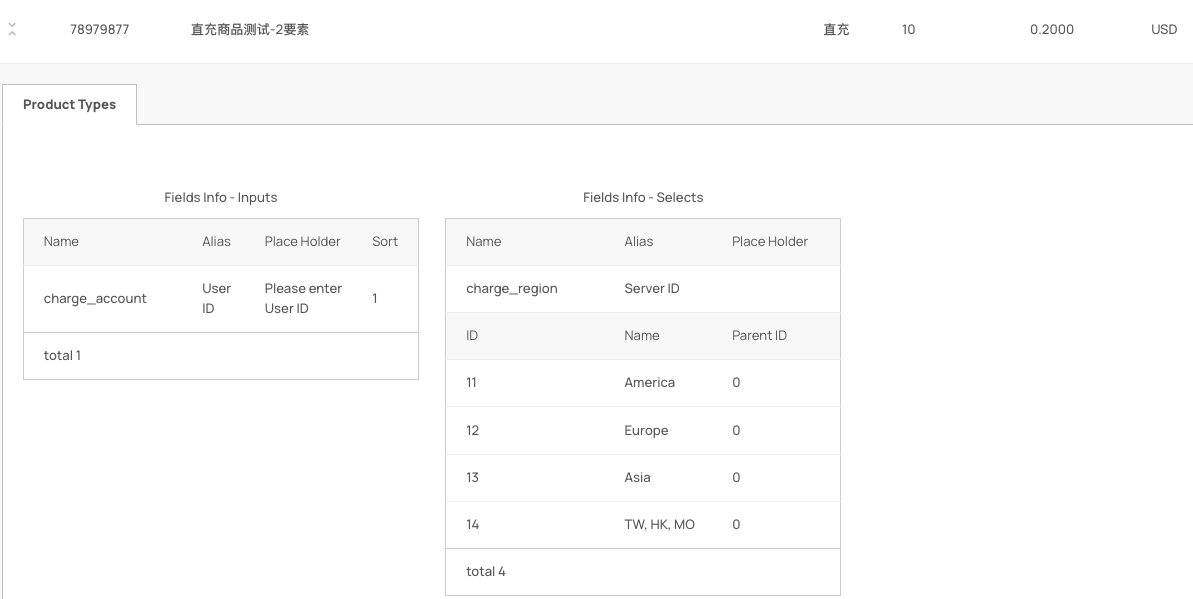 78979877 直充商品测试-2要素 直充 10 0.2000 USD
Product Types
Fields Info - Inputs
Name Alias Place Holder Sort
charge_account User ID Please enter User ID 1
total 1
Fields Info - Selects
Name Alias Place Holder
charge_region Server ID
ID Name Parent ID
11 America 0
12 Europe 0
13 Asia 0
14 TW, HK, MO 0
total 4